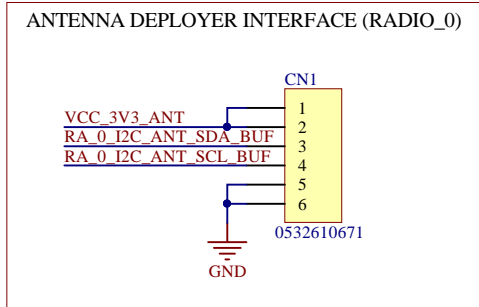 ANTENNA DEPLOYER INTERFACE (RADIO_0)
CN1
VCC_3V3_ANT
RA_0_I2C_ANT_SDA_BUF
RA_0_I2C_ANT_SCL_BUF
1
2
3
4
5
6
0532610671
GND